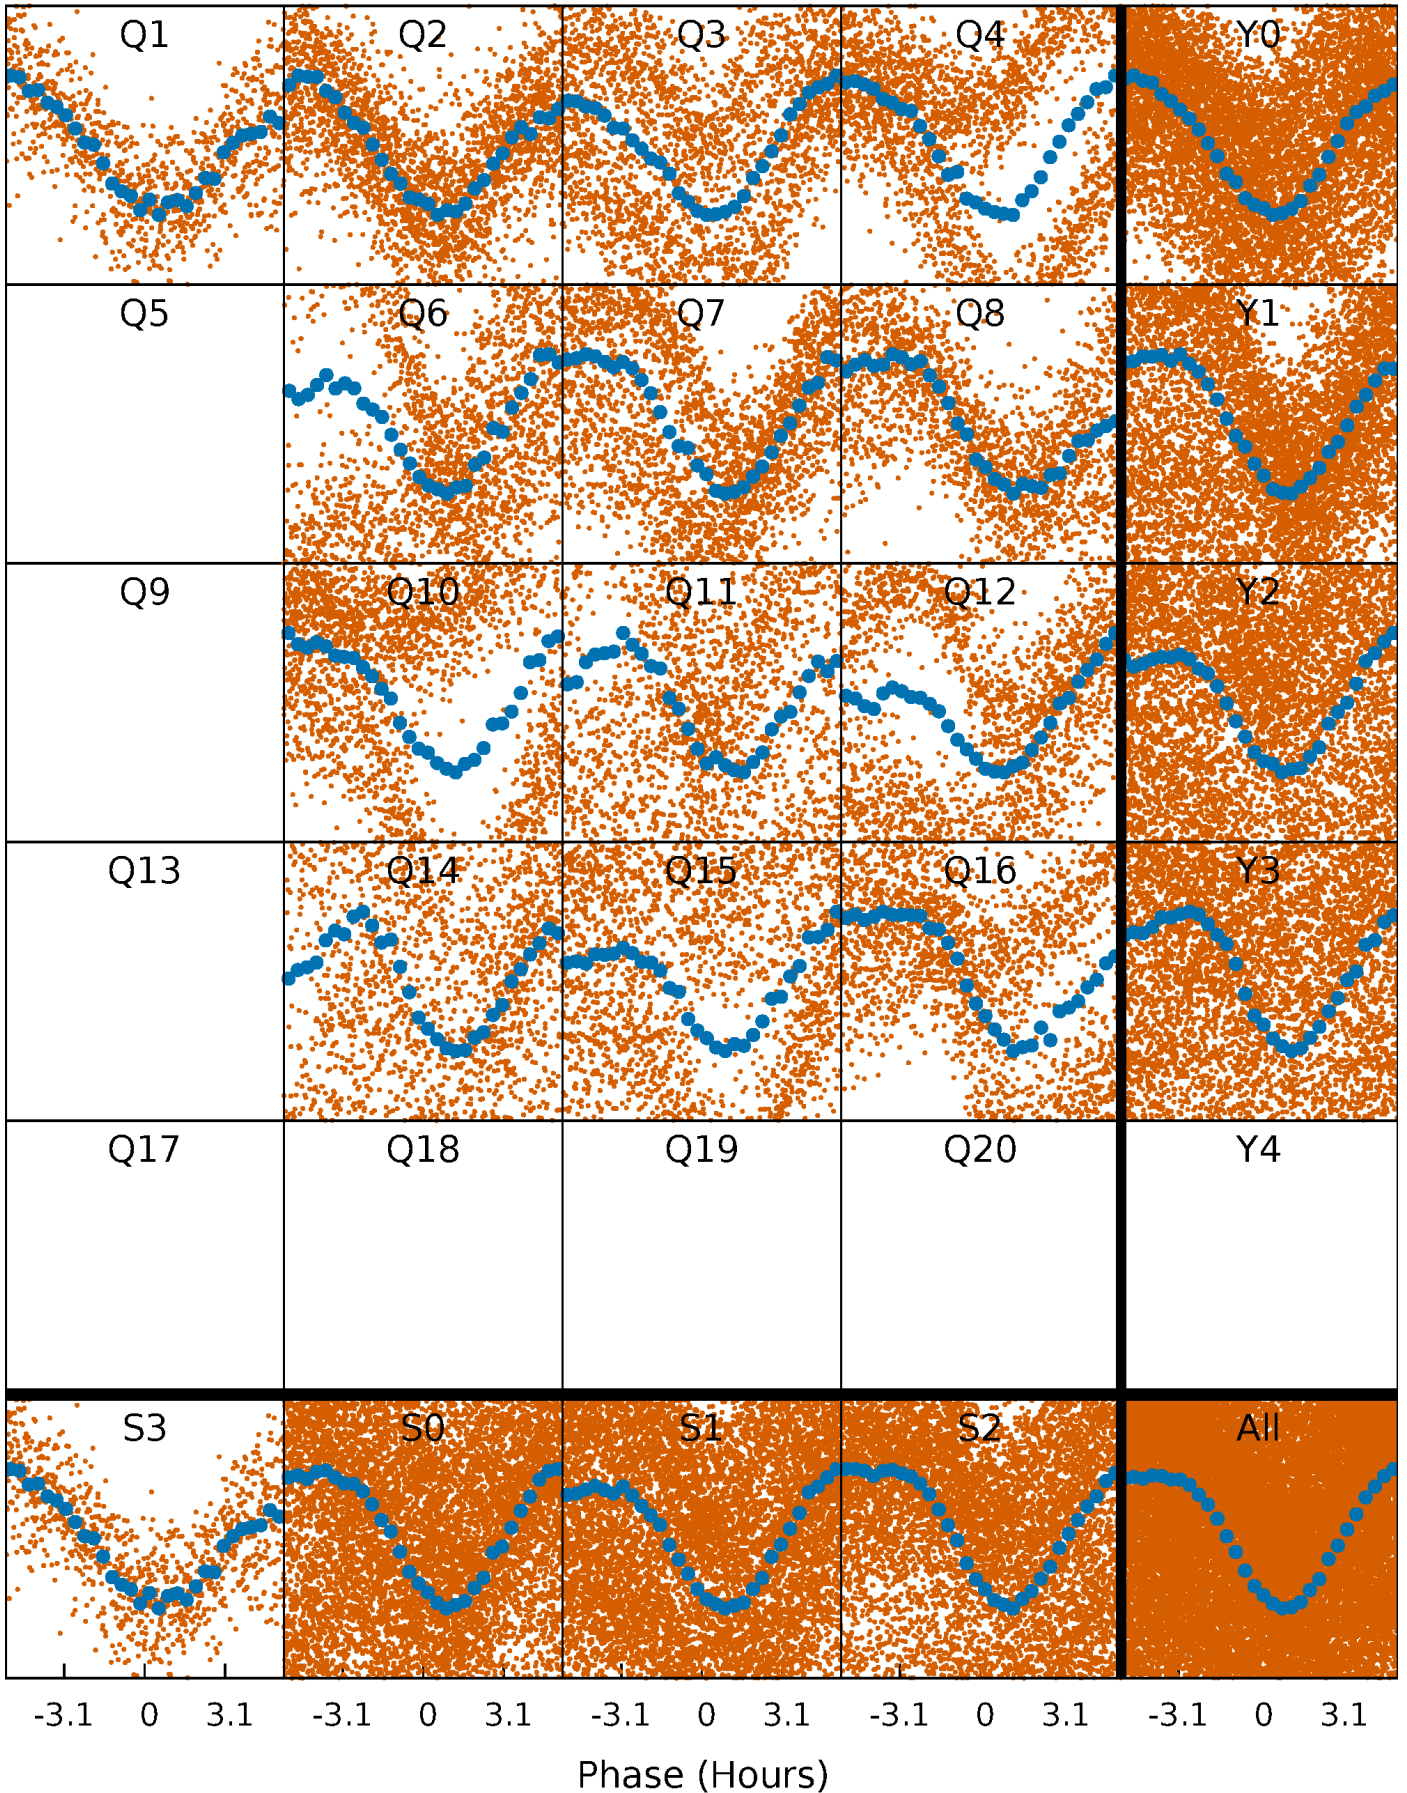 Q1 Q2 Q3 Q4 Y0
Q5 Q6 Q7 Q8 Y1
Q9 Q10 Q11 Q12 Y2
Q13 Q14 Q15 Q16 Y3
Q17 Q18 Q19 Q20 Y4
S3 S0 S1 S2 All
-3.1 0 3.1 -3.1 0 3.1 -3.1 0 3.1 -3.1 0 3.1 -3.1 0 3.1
Phase (Hours)